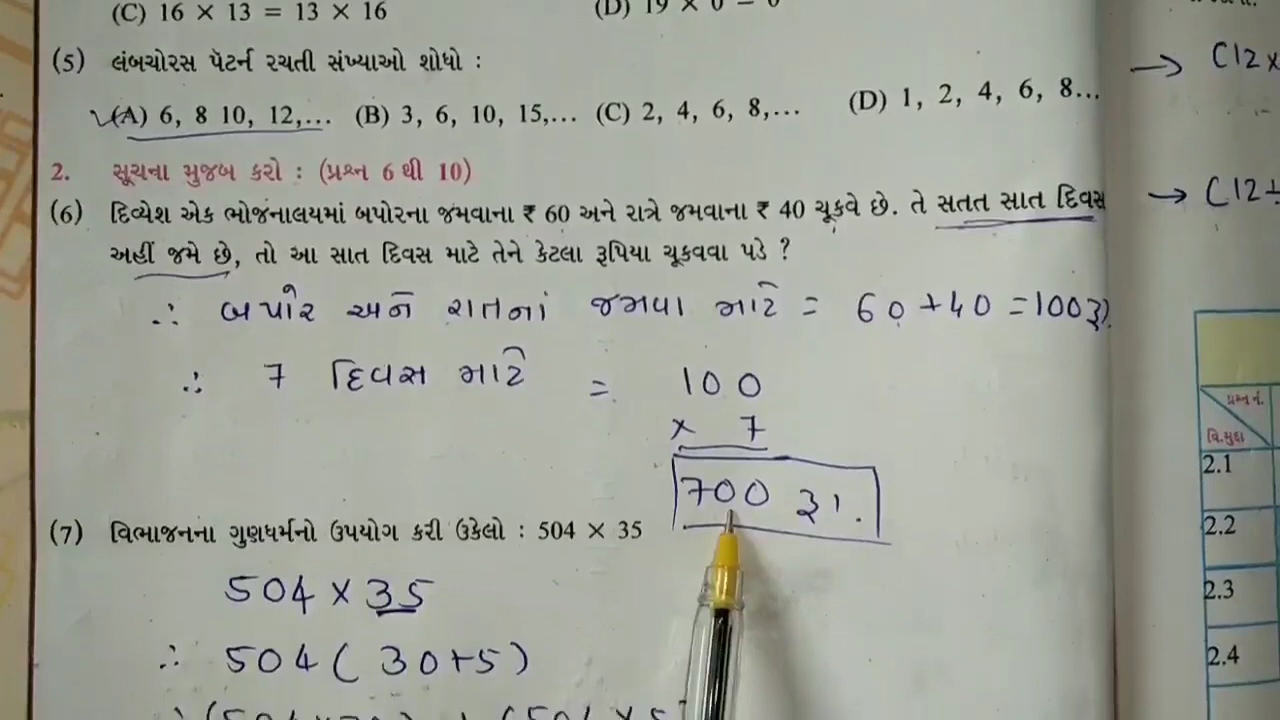 (C) 16 × 13 = 13 × 16 (D) 19 × 0 = 0
(5) લંબચોરસ પૅટર્ન રચતી સંખ્યાઓ શોધો :
(A) 6, 8 10, 12,... (B) 3, 6, 10, 15,... (C) 2, 4, 6, 8,... (D) 1, 2, 4, 6, 8...
2. સૂચના મુજબ કરો : (પ્રશ્ન 6 થી 10)
(6) દિવ્યેશ એક ભોજનાલયમાં બપોરના જમવાના ₹ 60 અને રાત્રે જમવાના ₹ 40 ચૂકવે છે. તે સતત સાત દિવસ
અહીં જમે છે, તો આ સાત દિવસ માટે તેને કેટલા રૂપિયા ચૂકવવા પડે ?
∴ બપોર અને રાતનાં જમવા માટે = 60 + 40 = 100 રૂા.
∴ 7 દિવસ માટે = 100
× 7
700 રૂા.
(7) વિભાજનના ગુણધર્મનો ઉપયોગ કરી ઉકેલો : 504 × 35
504 × 35
∴ 504 ( 30+5 )
→ C12 ×
→ C12 ÷
પ્રશ્ન નં.
વિ.મુદ્દા
2.1
2.2
2.3
2.4